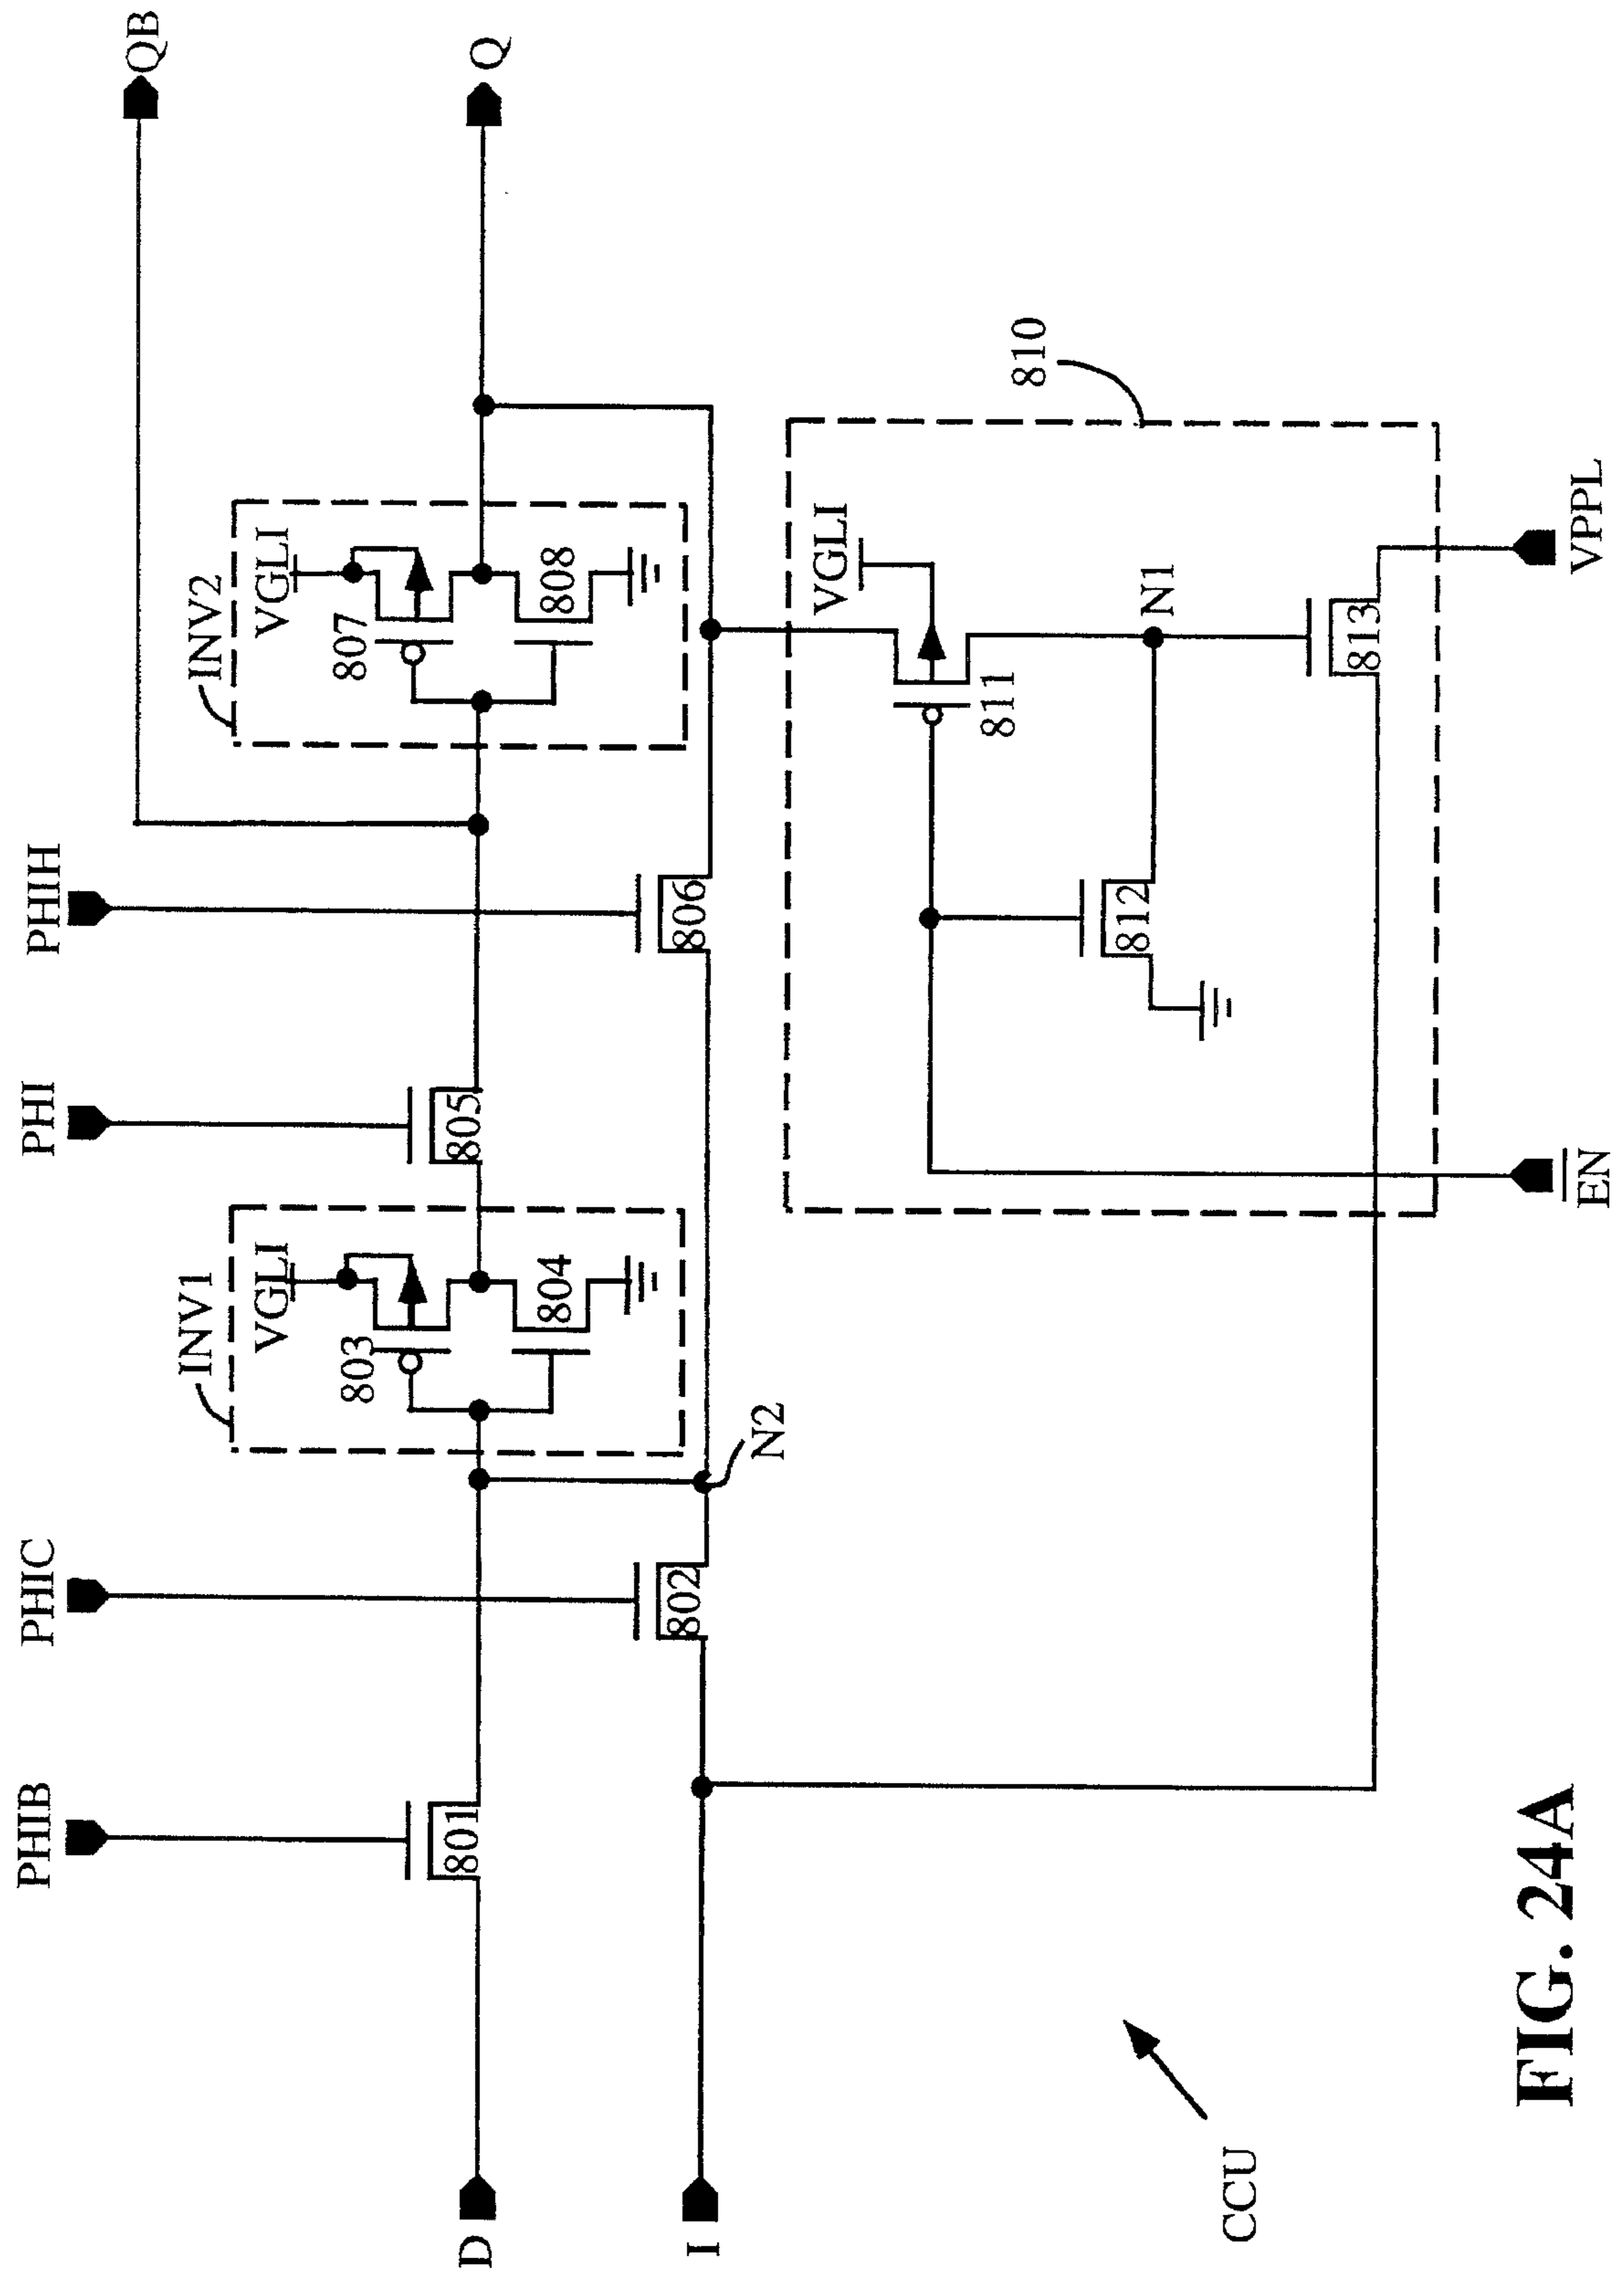 PHIB
PHIC
PHI
PHIH
QB
INV1
INV2
VGLI
VGLI
803
807
804
808
D
801
805
Q
I
802
N2
806
810
VGLI
811
812
N1
813
EN
VPPL
CCU
FIG. 24A